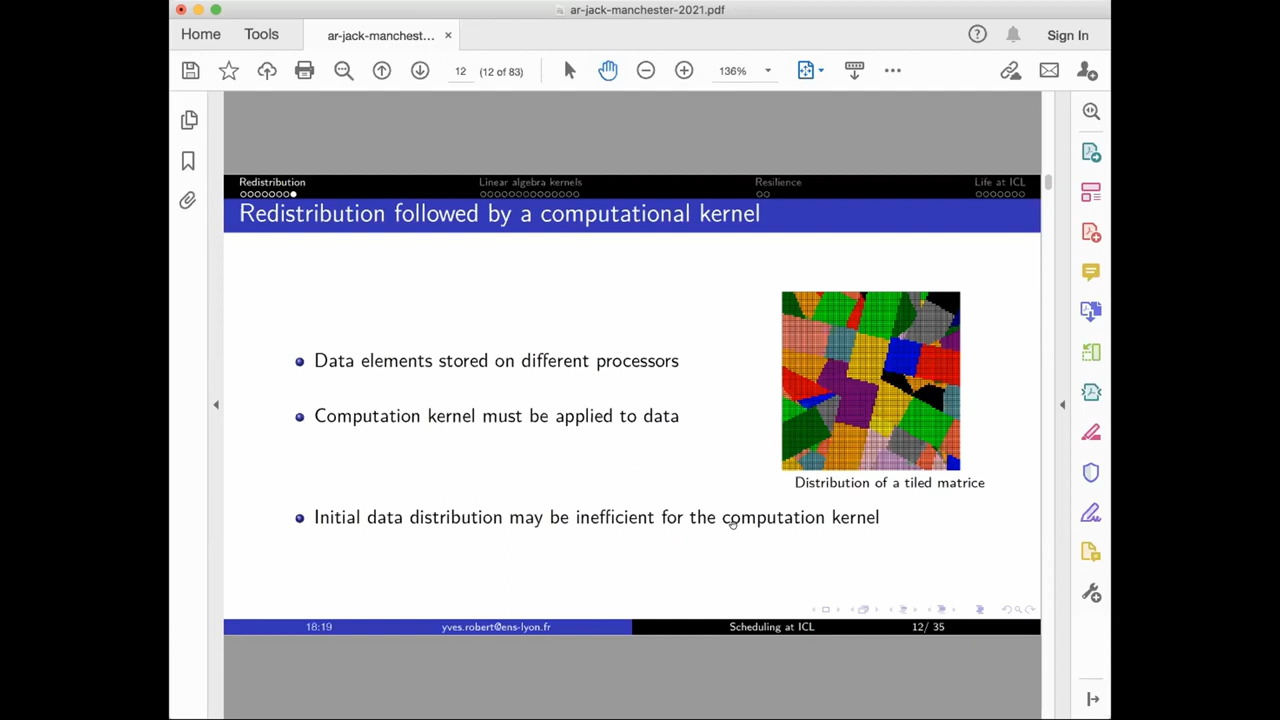 ar-jack-manchester-2021.pdf
Home Tools ar-jack-manchest... × Sign In
12 (12 of 83) 136%
Redistribution Linear algebra kernels Resilience Life at ICL
Redistribution followed by a computational kernel
Data elements stored on different processors
Computation kernel must be applied to data
Distribution of a tiled matrice
Initial data distribution may be inefficient for the computation kernel
18:19 yves.robert@ens-lyon.fr Scheduling at ICL 12/ 35